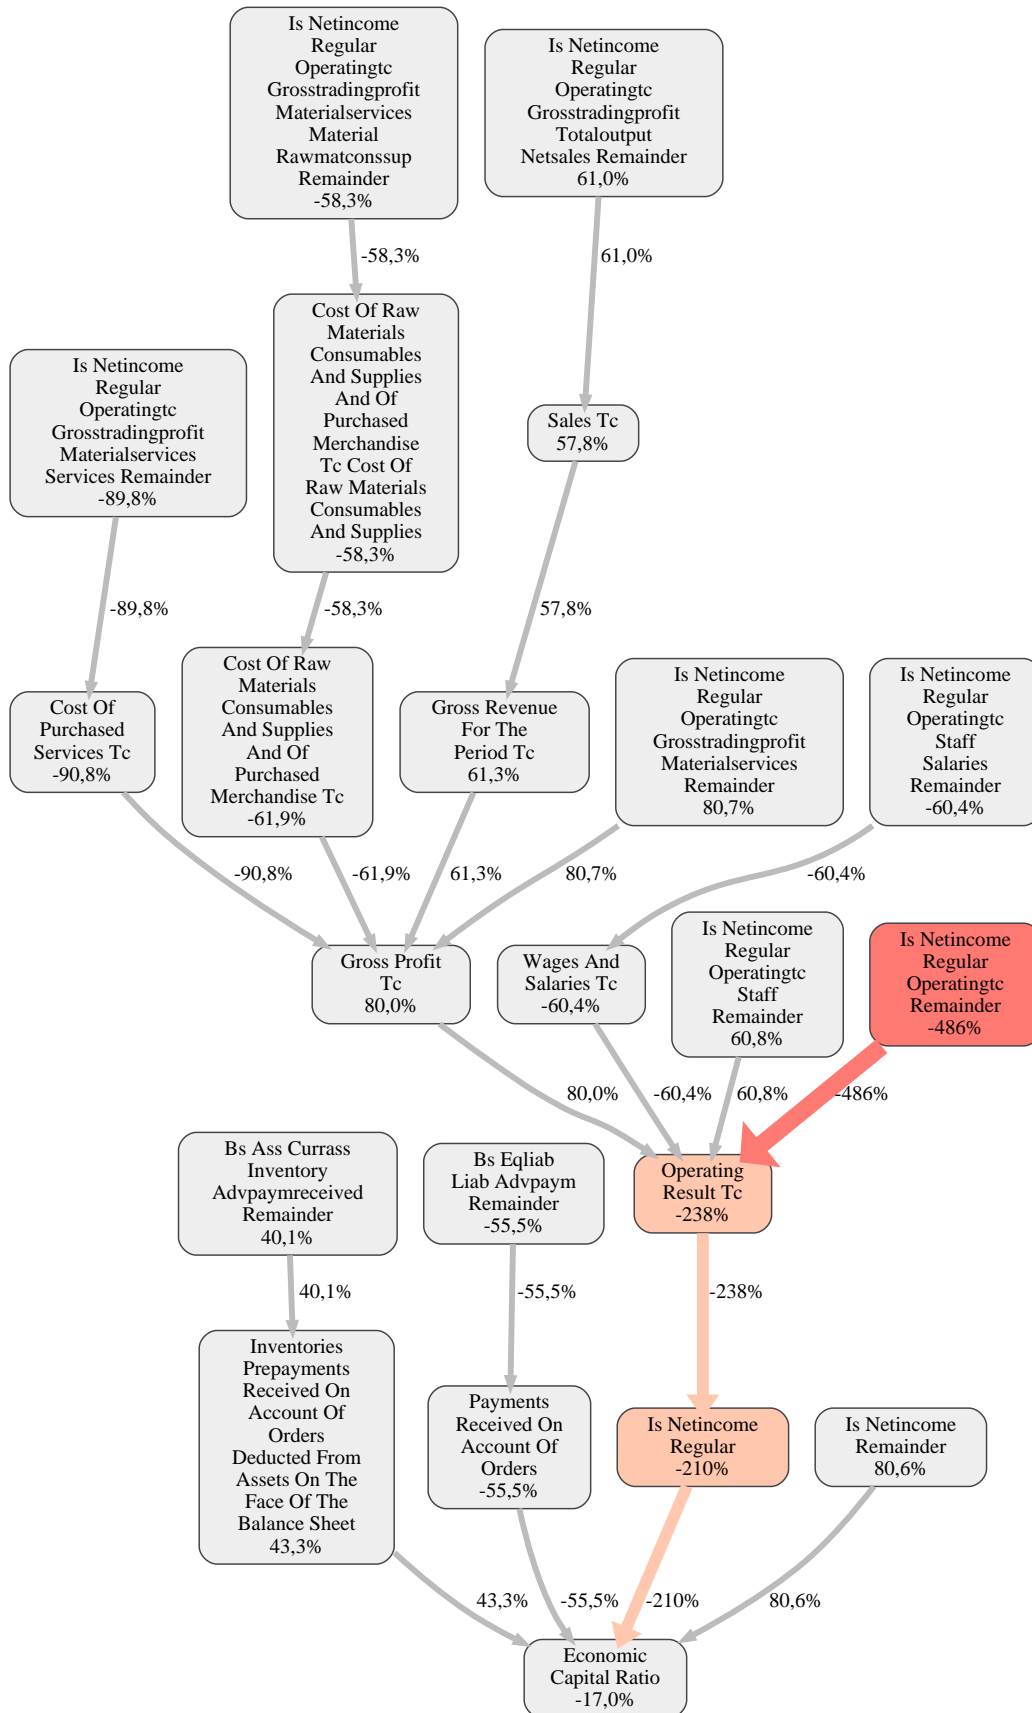 Is Netincome
Regular
Operatingtc
Grosstradingprofit
Materialservices
Material
Rawmatconssup
Remainder
-58,3%
Is Netincome
Regular
Operatingtc
Grosstradingprofit
Totaloutput
Netsales Remainder
61,0%
-58,3%
61,0%
Cost Of Raw
Materials
Consumables
And Supplies
And Of
Purchased
Merchandise
Tc Cost Of
Raw Materials
Consumables
And Supplies
-58,3%
Is Netincome
Regular
Operatingtc
Grosstradingprofit
Materialservices
Services Remainder
-89,8%
Sales Tc
57,8%
-89,8%
-58,3%
57,8%
Cost Of
Purchased
Services Tc
-90,8%
Cost Of Raw
Materials
Consumables
And Supplies
And Of
Purchased
Merchandise Tc
-61,9%
Gross Revenue
For The
Period Tc
61,3%
Is Netincome
Regular
Operatingtc
Grosstradingprofit
Materialservices
Remainder
80,7%
Is Netincome
Regular
Operatingtc
Staff
Salaries
Remainder
-60,4%
-90,8%
-61,9%
61,3%
80,7%
-60,4%
Gross Profit
Tc
80,0%
Wages And
Salaries Tc
-60,4%
Is Netincome
Regular
Operatingtc
Staff
Remainder
60,8%
Is Netincome
Regular
Operatingtc
Remainder
-486%
80,0%
-60,4%
60,8%
-486%
Bs Ass Currass
Inventory
Advpaymreceived
Remainder
40,1%
Bs Eqliab
Liab Advpaym
Remainder
-55,5%
Operating
Result Tc
-238%
40,1%
-55,5%
-238%
Inventories
Prepayments
Received On
Account Of
Orders
Deducted From
Assets On The
Face Of The
Balance Sheet
43,3%
Payments
Received On
Account Of
Orders
-55,5%
Is Netincome
Regular
-210%
Is Netincome
Remainder
80,6%
43,3%
-55,5%
-210%
80,6%
Economic
Capital Ratio
-17,0%